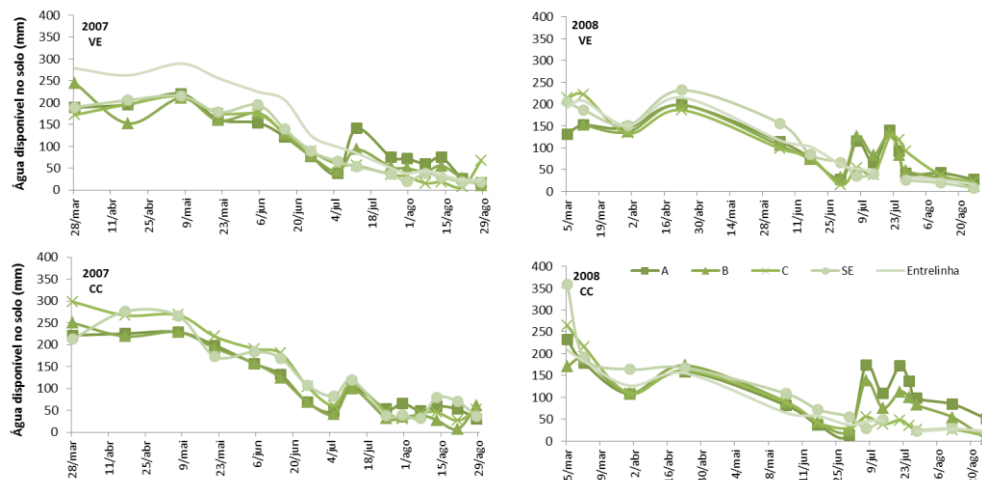 Água disponivel no solo (mm)
2007
VE
400
350
300
250
200
150
100
50
0
28/mar
11/abr
25/abr
9/mai
23/mai
6/jun
20/jun
4/jul
18/jul
1/ago
15/ago
29/ago
2008
VE
400
350
300
250
200
150
100
50
0
5/mar
19/mar
2/abr
16/abr
30/abr
14/mai
28/mai
11/jun
25/jun
9/jul
23/jul
6/ago
20/ago
Água disponivel no solo (mm)
2007
CC
400
350
300
250
200
150
100
50
0
28/mar
11/abr
25/abr
9/mai
23/mai
6/jun
20/jun
4/jul
18/jul
1/ago
15/ago
29/ago
2008
CC
A
B
C
SE
Entrelinha
400
350
300
250
200
150
100
50
0
5/mar
19/mar
2/abr
16/abr
30/abr
4/mai
28/mai
11/jun
25/jun
9/jul
23/jul
6/ago
20/ago